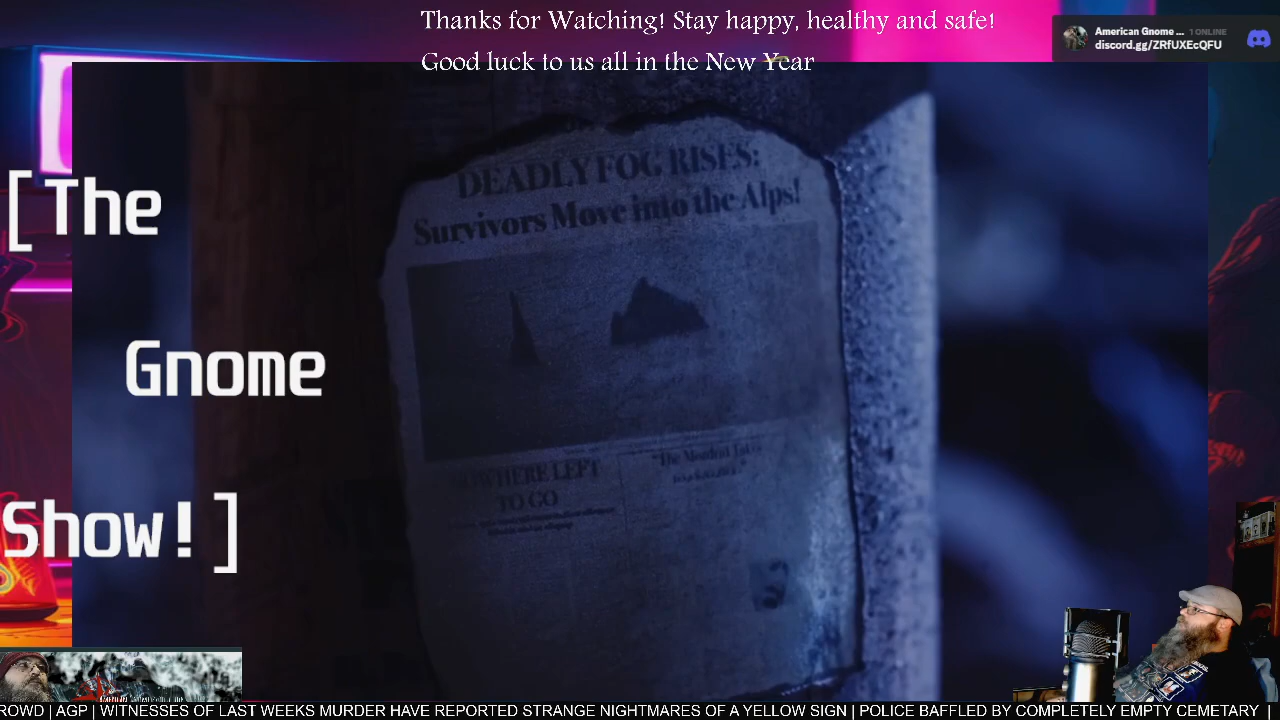 Thanks for Watching! Stay happy, healthy and safe!
Good luck to us all in the New Year
American Gnome ... 1 ONLINE
discord.gg/ZRfUXEcQFU
[The
Gnome
Show!]
DEADLY FOG RISES:
Survivors Move into the Alps!
NOWHERE LEFT
TO GO
"The
ROWD | AGP | WITNESSES OF LAST WEEKS MURDER HAVE REPORTED STRANGE NIGHTMARES OF A YELLOW SIGN | POLICE BAFFLED BY COMPLETELY EMPTY CEMETARY |